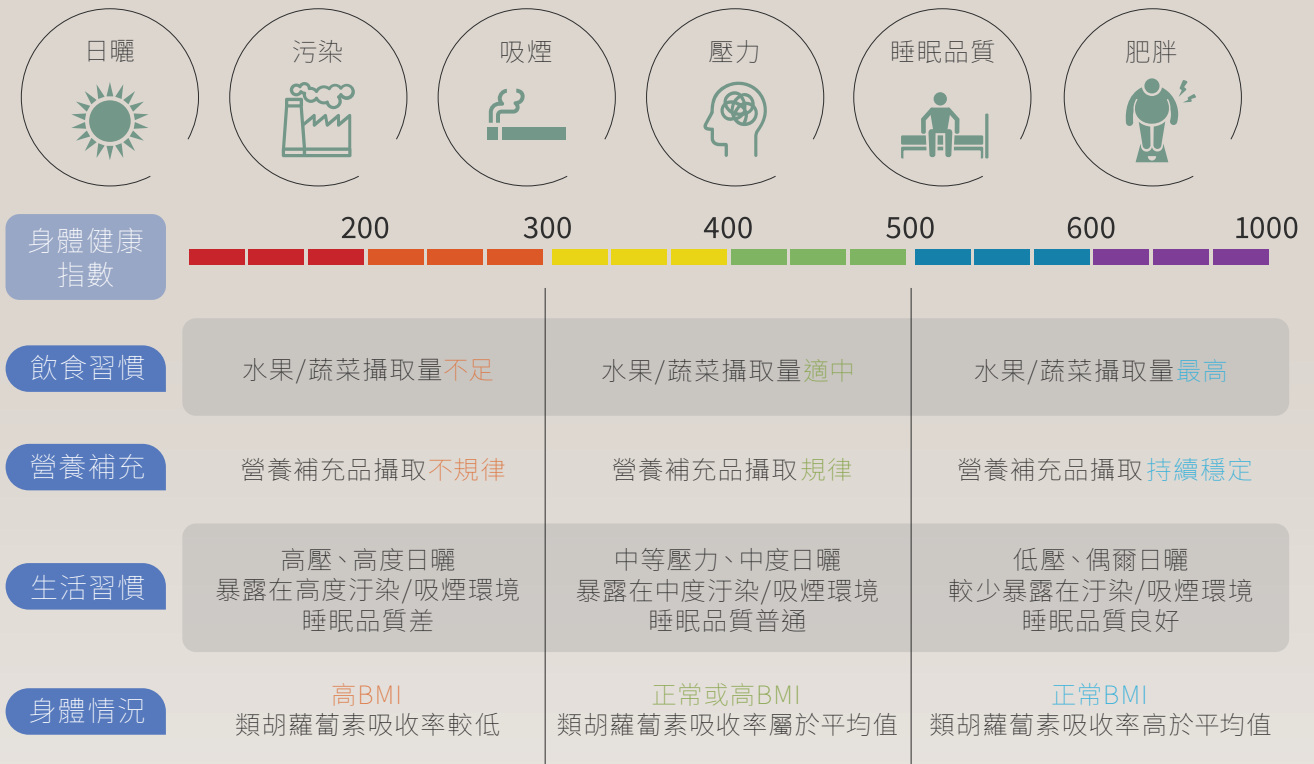 日曬
污染
吸煙
壓力
睡眠品質
肥胖
身體健康
指數
200
300
400
500
600
1000
飲食習慣
水果/蔬菜攝取量不足
水果/蔬菜攝取量適中
水果/蔬菜攝取量最高
營養補充
營養補充品攝取不規律
營養補充品攝取規律
營養補充品攝取持續穩定
生活習慣
高壓、高度日曬
暴露在高度汙染/吸煙環境
睡眠品質差
中等壓力、中度日曬
暴露在中度汙染/吸煙環境
睡眠品質普通
低壓、偶爾日曬
較少暴露在汙染/吸煙環境
睡眠品質良好
身體情況
高BMI
類胡蘿蔔素吸收率較低
正常或高BMI
類胡蘿蔔素吸收率屬於平均值
正常BMI
類胡蘿蔔素吸收率高於平均值